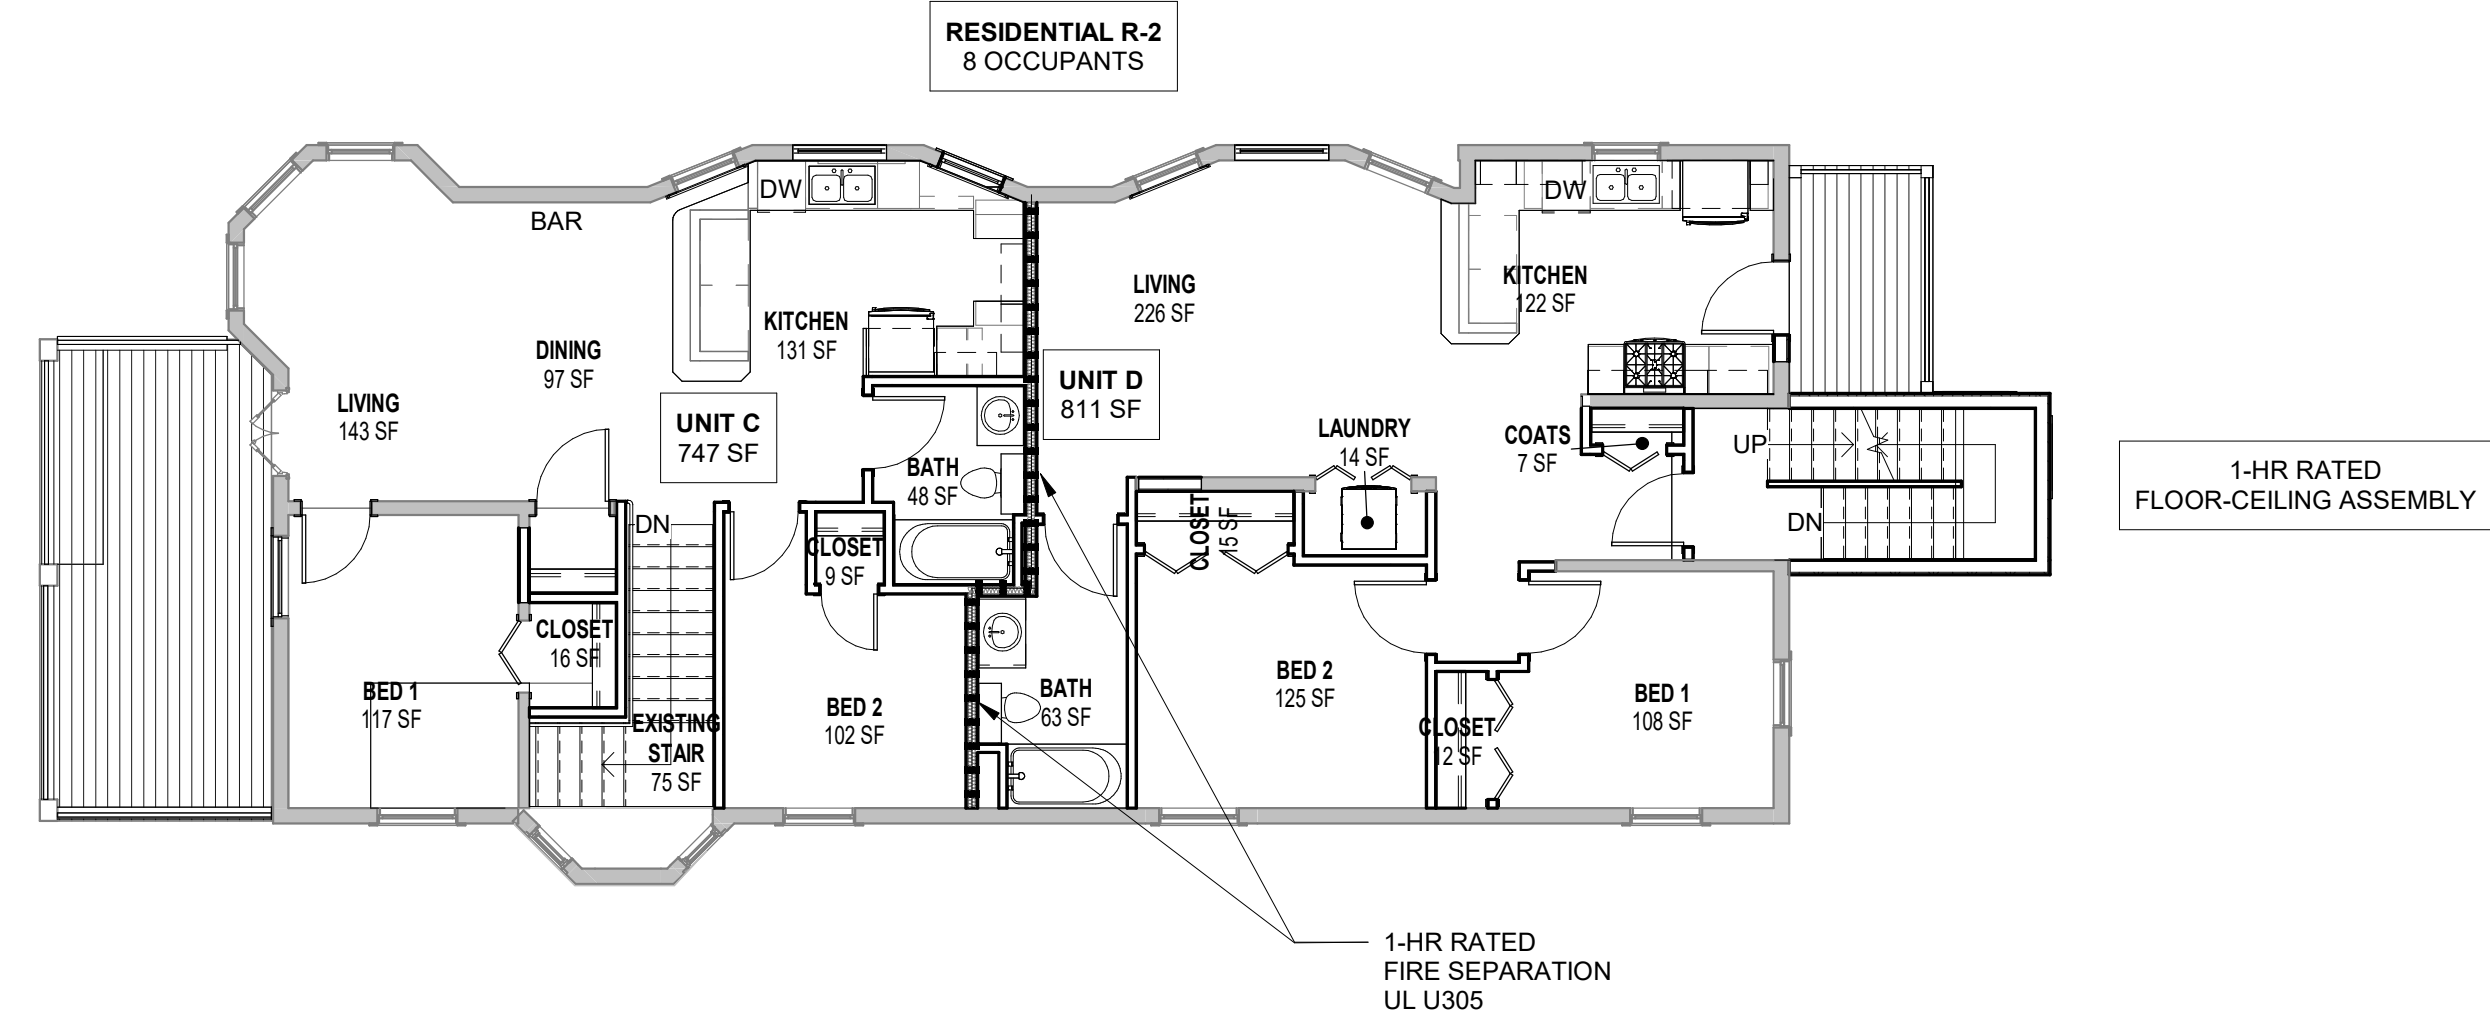 RESIDENTIAL R-2
8 OCCUPANTS
DW
DW
BAR
KITCHEN
122 SF
LIVING
226 SF
KITCHEN
131 SF
DINING
97 SF
UNIT D
811 SF
LIVING
143 SF
UNIT C
747 SF
LAUNDRY
14 SF
COATS
7 SF
UP
BATH
48 SF
1-HR RATED
FLOOR-CEILING ASSEMBLY
DN
DN
CLOSET
15 SF
CLOSET
9 SF
CLOSET
16 SF
BED 1
117 SF
BED 2
102 SF
BATH
63 SF
BED 2
125 SF
BED 1
108 SF
EXISTING
STAIR
75 SF
CLOSET
12 SF
1-HR RATED
FIRE SEPARATION
UL U305